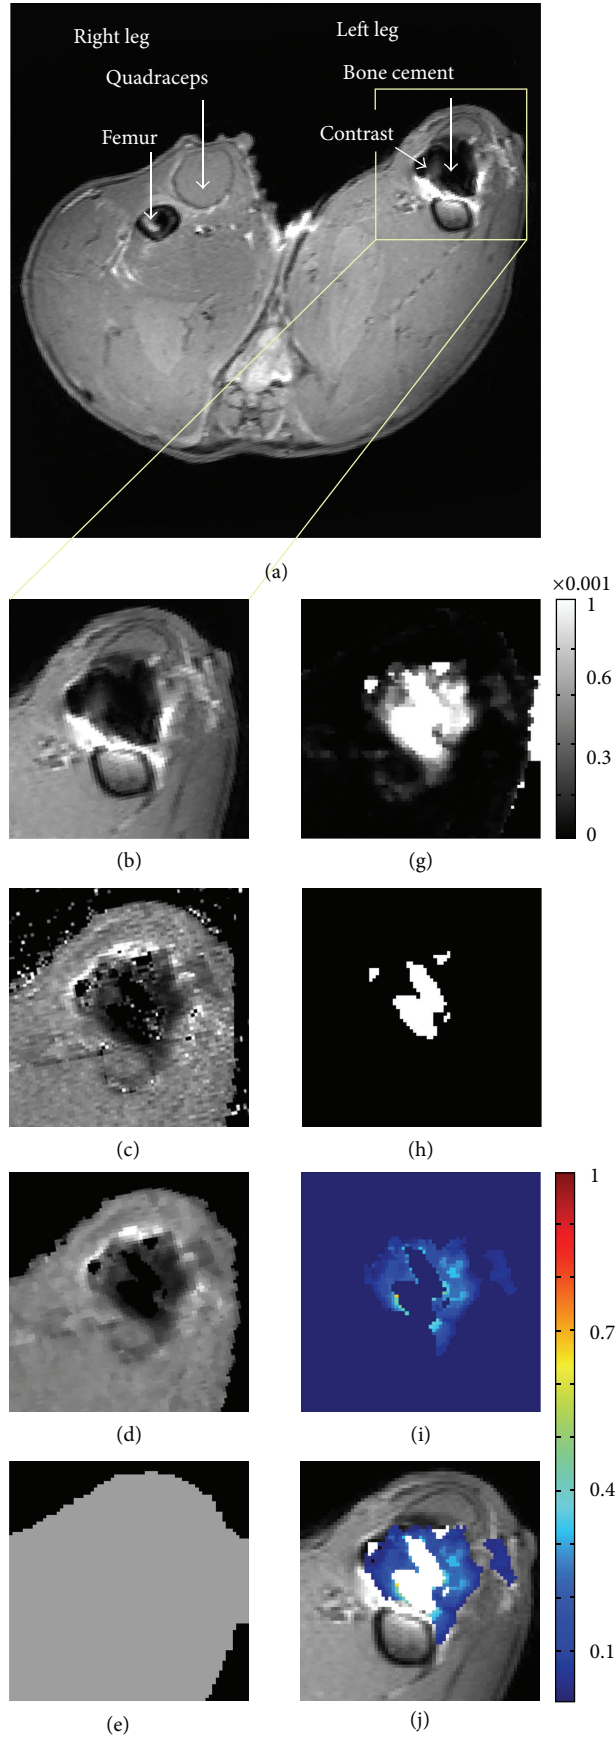 Right leg
Left leg
Quadraceps
Bone cement
Femur
Contrast
(a)
×0.001
1
0.6
0.3
0
(b)
(g)
(c)
(h)
1
0.7
0.4
0.1
(d)
(i)
(e)
(j)